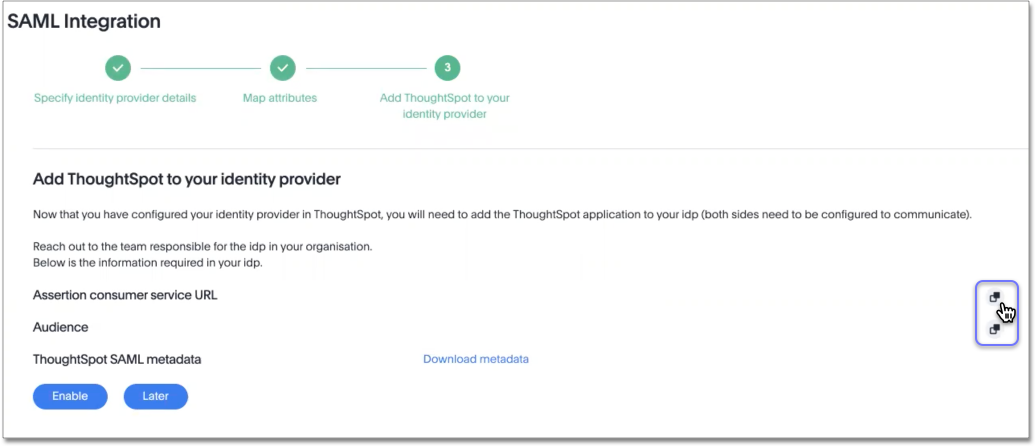 SAML Integration
3
Specify identity provider details
Map attributes
Add ThoughtSpot to your
identity provider
Add ThoughtSpot to your identity provider
Now that you have configured your identity provider in ThoughtSpot, you will need to add the ThoughtSpot application to your idp (both sides need to be configured to communicate).
Reach out to the team responsible for the idp in your organisation.
Below is the information required in your idp.
Assertion consumer service URL
Audience
ThoughtSpot SAML metadata Download metadata
Enable Later